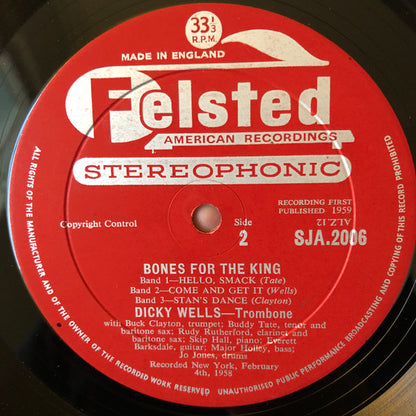 33⅓
R.P.M.
MADE IN ENGLAND
Felsted
AMERICAN RECORDINGS
STEREOPHONIC
RECORDING FIRST
PUBLISHED 1959
ALZ.12
Copyright Control
Side
2
SJA.2006
BONES FOR THE KING
Band 1—HELLO, SMACK (Tate)
Band 2—COME AND GET IT (Wells)
Band 3—STAN'S DANCE (Clayton)
DICKY WELLS—Trombone
with Buck Clayton, trumpet; Buddy Tate, tenor and
baritone sax; Rudy Rutherford, clarinet and
baritone sax; Skip Hall, piano; Everett
Barksdale, guitar; Major Holley, bass;
Jo Jones, drums
Recorded New York, February
4th, 1958
ALL RIGHTS OF THE MANUFACTURER AND OF THE OWNER OF THE RECORDED WORK RESERVED UNAUTHORISED PUBLIC PERFORMANCE BROADCASTING AND COPYING OF THIS RECORD PROHIBITED